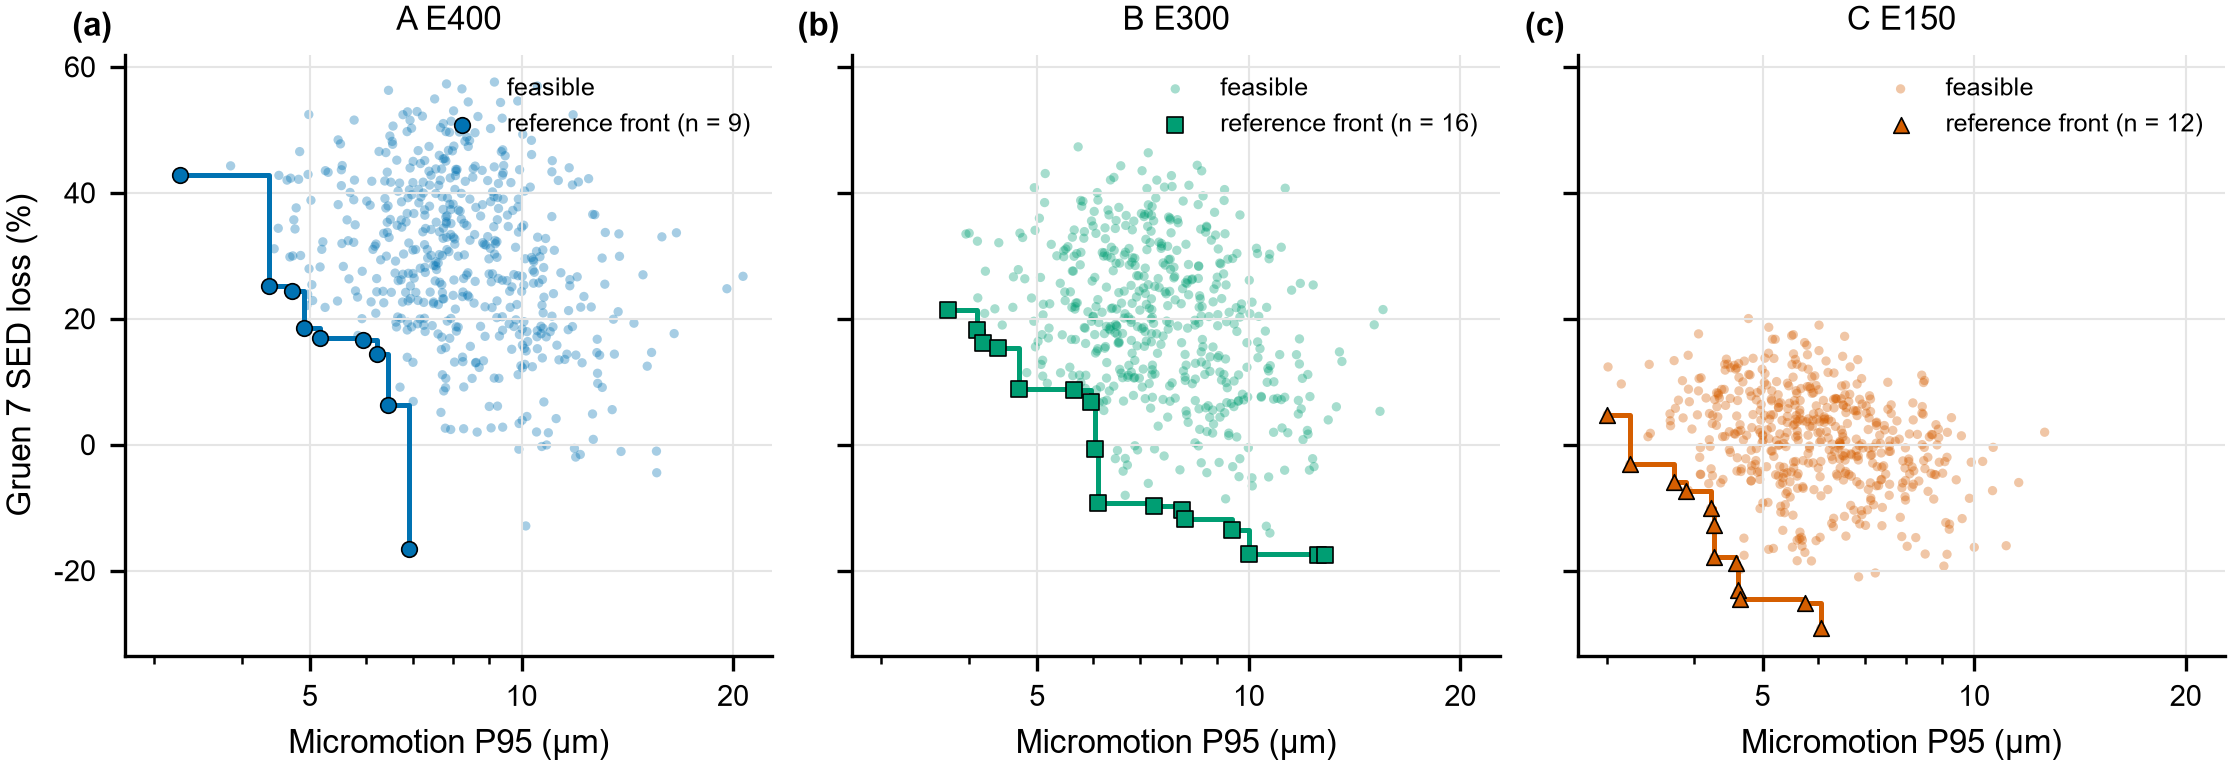 (a)
A E400
(b)
B E300
(c)
C E150
feasible
reference front (n = 9)
feasible
reference front (n = 16)
feasible
reference front (n = 12)
Gruen 7 SED loss (%)
60
40
20
0
-20
5
10
20
5
10
20
5
10
20
Micromotion P95 (µm)
Micromotion P95 (µm)
Micromotion P95 (µm)